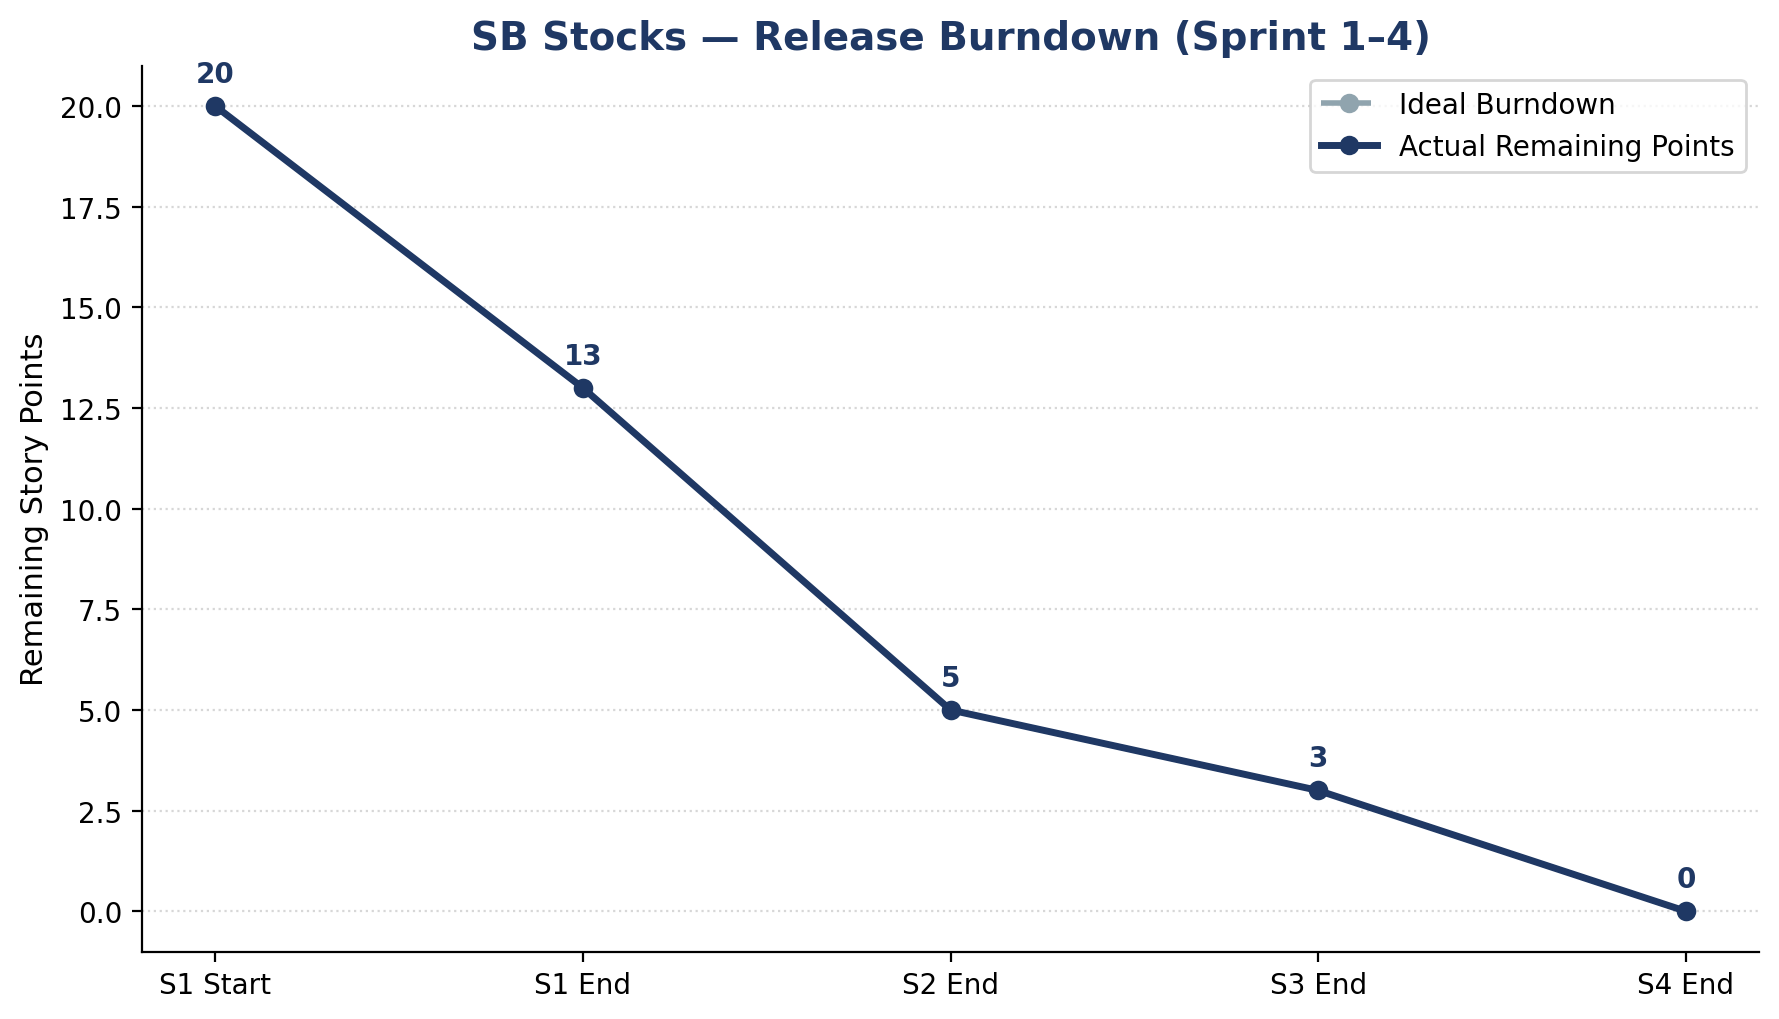 SB Stocks — Release Burndown (Sprint 1–4)
Ideal Burndown
Actual Remaining Points
Remaining Story Points
20.0
17.5
15.0
12.5
10.0
7.5
5.0
2.5
0.0
20
13
5
3
0
S1 Start
S1 End
S2 End
S3 End
S4 End